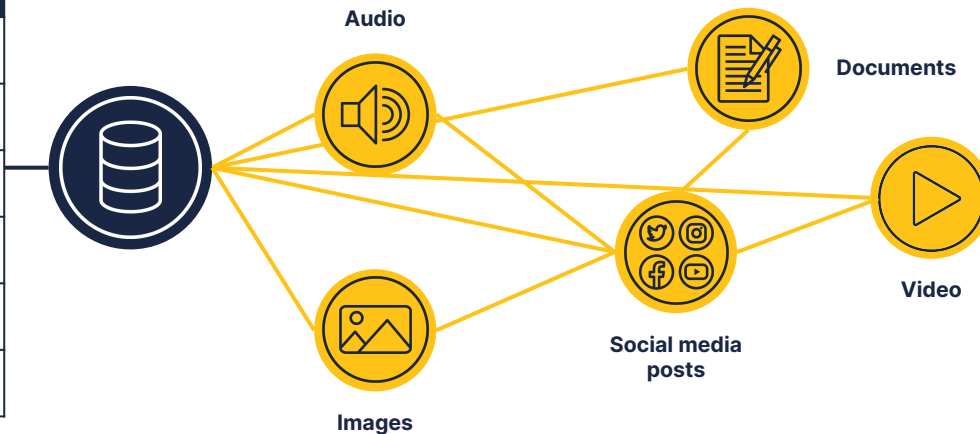 Audio
Documents
Video
Social media
posts
Images